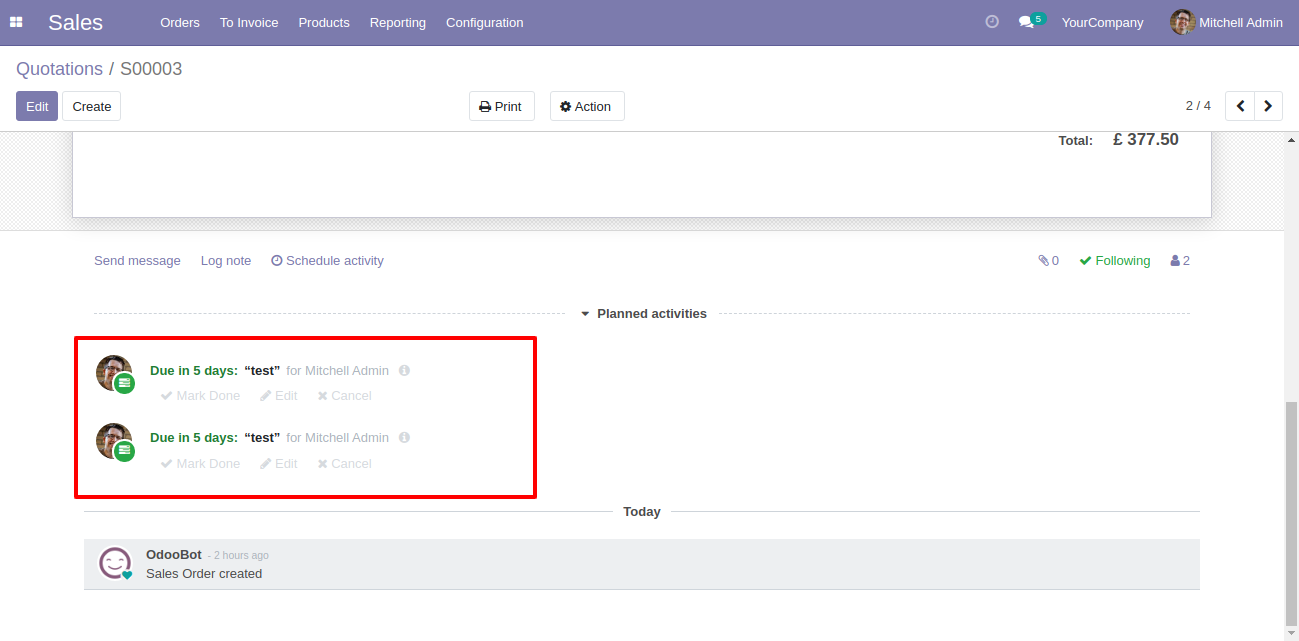 Sales Orders To Invoice Products Reporting Configuration 5 YourCompany Mitchell Admin
Quotations / S00003
Edit Create Print Action 2 / 4
Total: £ 377.50
Send message Log note Schedule activity 0 Following 2
Planned activities
Due in 5 days: “test” for Mitchell Admin
Mark Done Edit Cancel
Due in 5 days: “test” for Mitchell Admin
Mark Done Edit Cancel
Today
OdooBot - 2 hours ago
Sales Order created